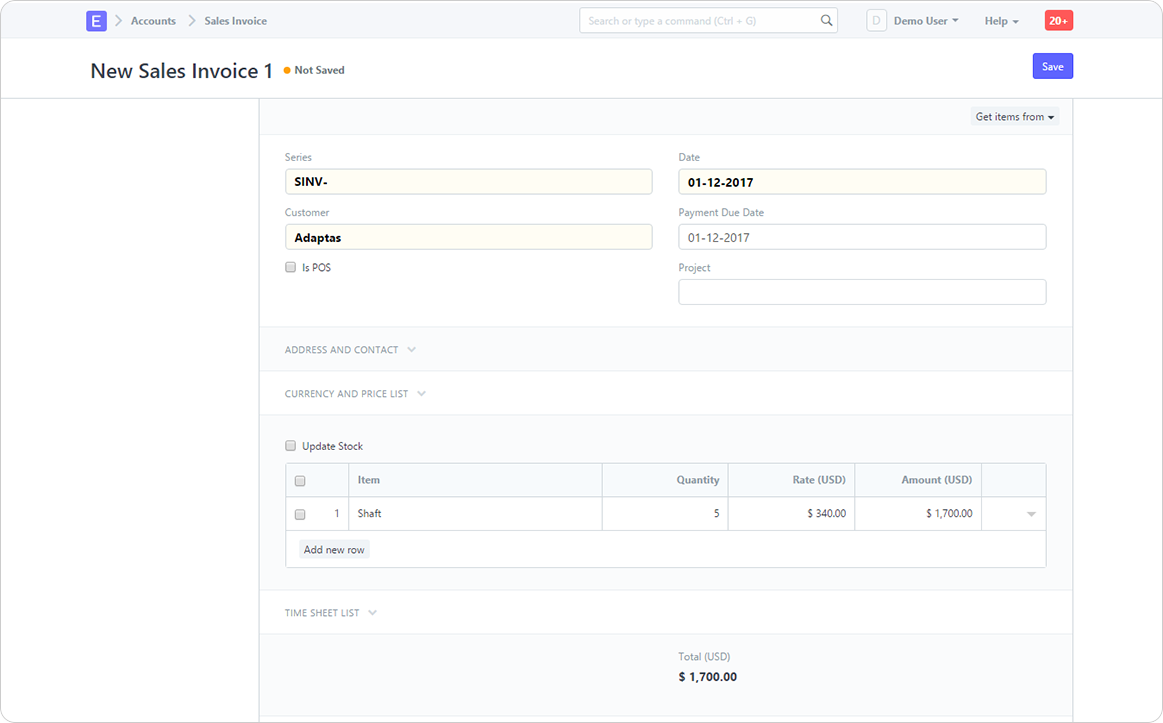 E Accounts Sales Invoice Search or type a command (Ctrl + G) D Demo User Help 20+
New Sales Invoice 1 Not Saved Save
Get items from
Series Date
SINV- 01-12-2017
Customer Payment Due Date
Adaptas 01-12-2017
Is POS Project
ADDRESS AND CONTACT
CURRENCY AND PRICE LIST
Update Stock
Item Quantity Rate (USD) Amount (USD)
1 Shaft 5 $ 340.00 $ 1,700.00
Add new row
TIME SHEET LIST
Total (USD)
$ 1,700.00